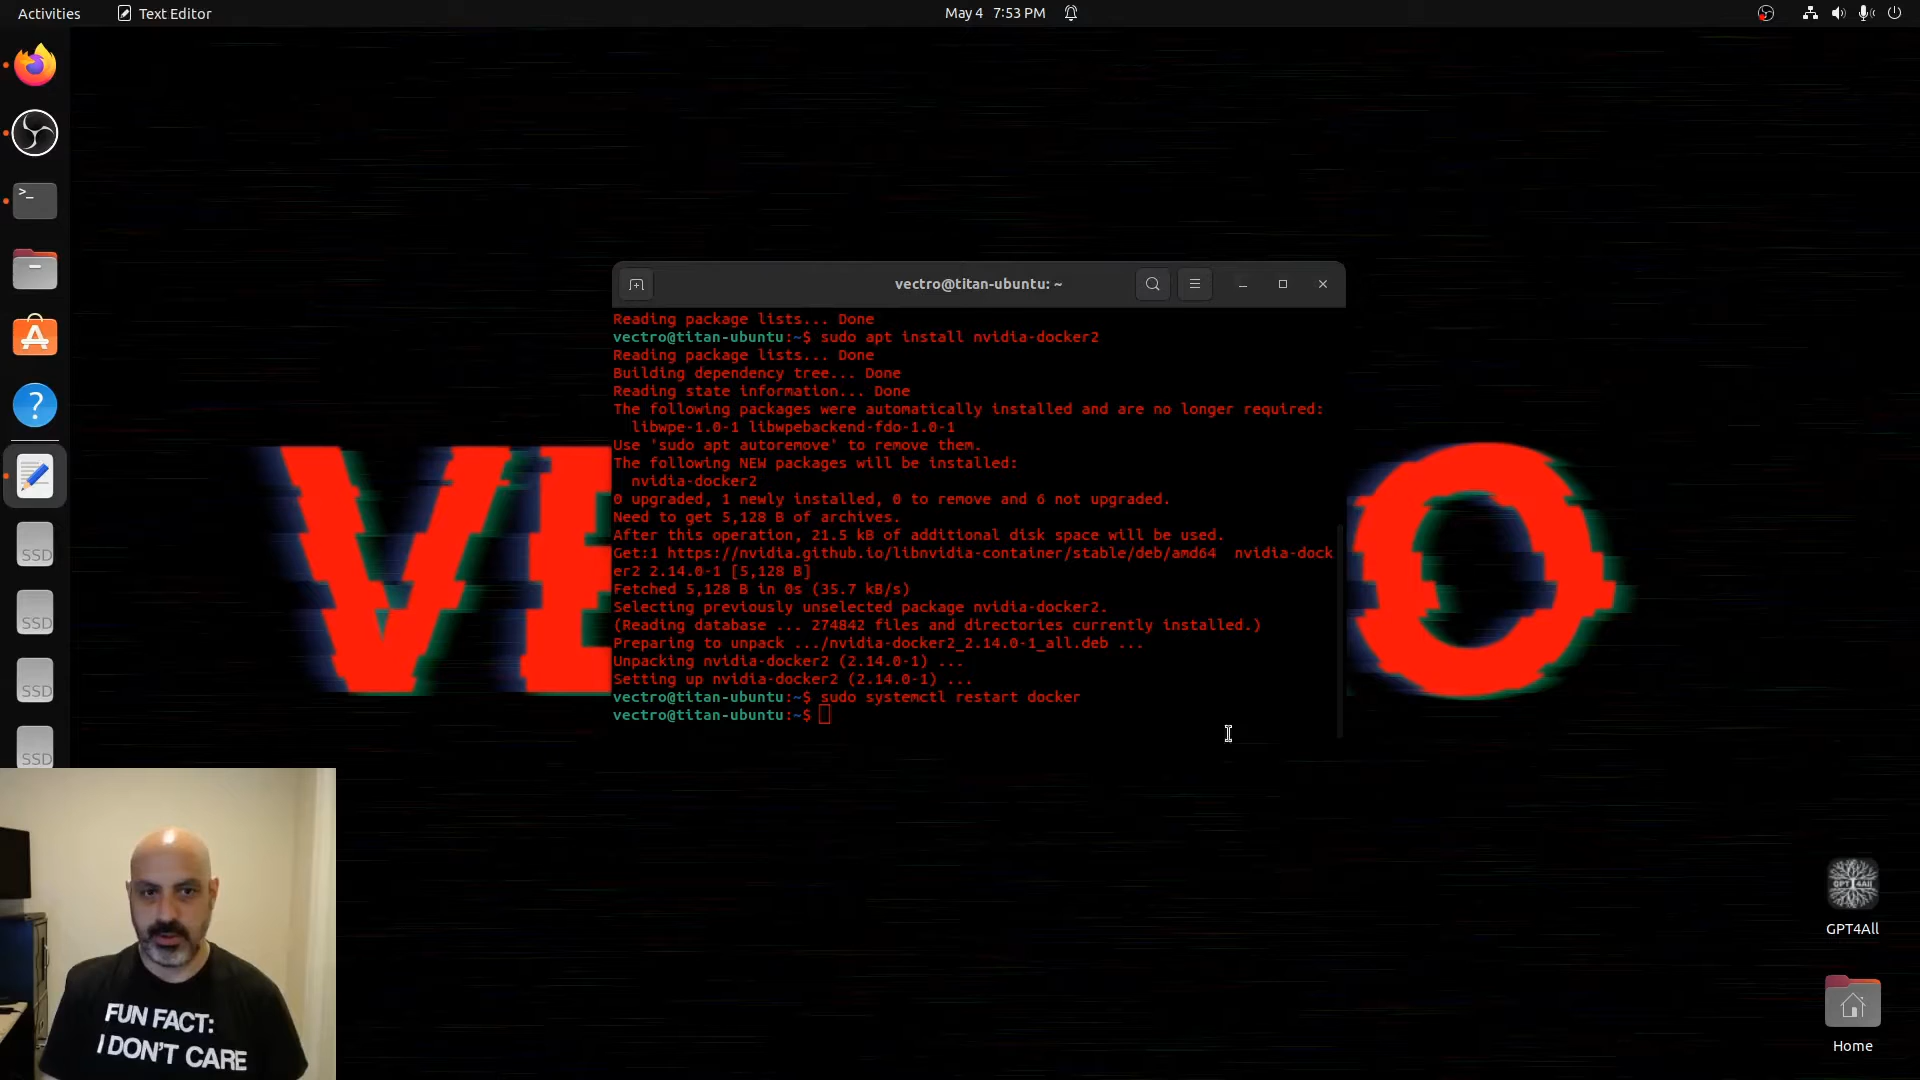 Activities
Text Editor
May 4 7:53 PM
vectro@titan-ubuntu: ~
Reading package lists... Done
vectro@titan-ubuntu:~$ sudo apt install nvidia-docker2
Reading package lists... Done
Building dependency tree... Done
Reading state information... Done
The following packages were automatically installed and are no longer required:
libwpe-1.0-1 libwpebackend-fdo-1.0-1
Use 'sudo apt autoremove' to remove them.
The following NEW packages will be installed:
nvidia-docker2
0 upgraded, 1 newly installed, 0 to remove and 6 not upgraded.
Need to get 5,128 B of archives.
After this operation, 21.5 kB of additional disk space will be used.
Get:1 https://nvidia.github.io/libnvidia-container/stable/deb/amd64  nvidia-dock
er2 2.14.0-1 [5,128 B]
Fetched 5,128 B in 0s (35.7 kB/s)
Selecting previously unselected package nvidia-docker2.
(Reading database ... 274842 files and directories currently installed.)
Preparing to unpack .../nvidia-docker2_2.14.0-1_all.deb ...
Unpacking nvidia-docker2 (2.14.0-1) ...
Setting up nvidia-docker2 (2.14.0-1) ...
vectro@titan-ubuntu:~$ sudo systemctl restart docker
vectro@titan-ubuntu:~$
SSD
SSD
SSD
SSD
FUN FACT:
I DON'T CARE
GPT4All
GPT4All
Home